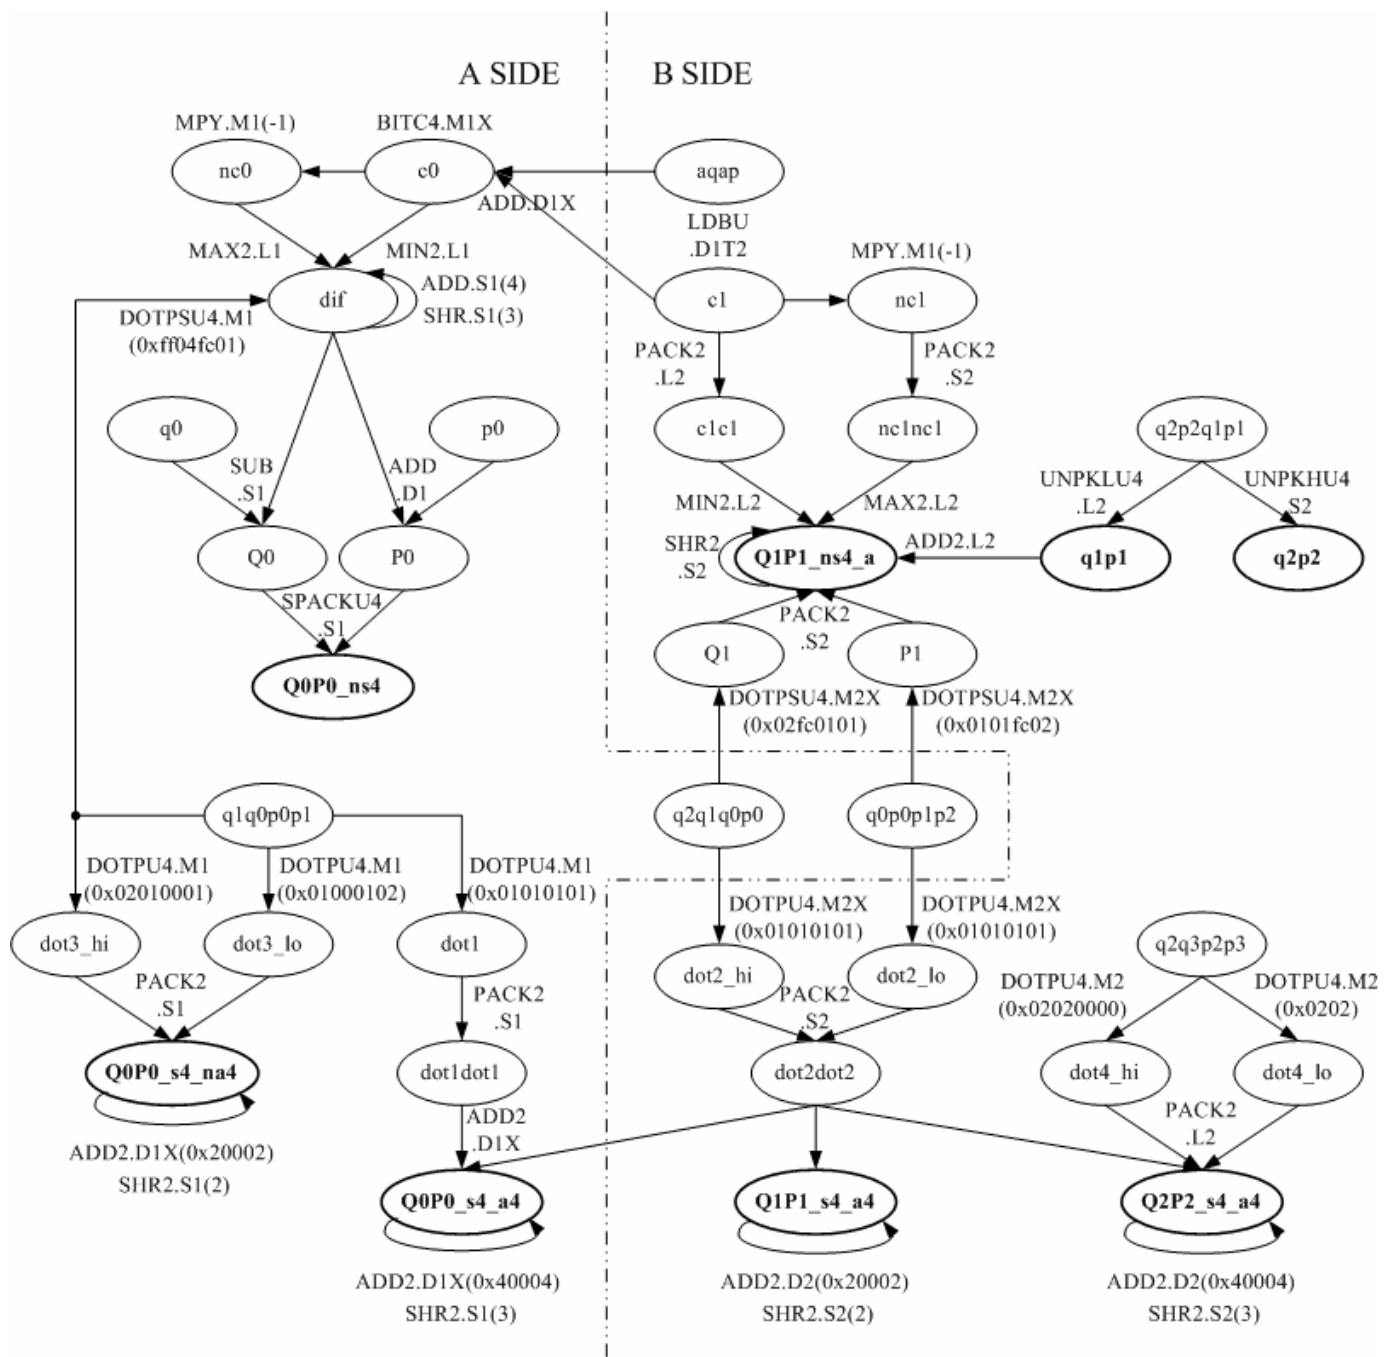 A SIDE
B SIDE
MPY.M1(-1)
BITC4.M1X
nc0
c0
aqap
ADD.D1X
LDBU
.D1T2
MAX2.L1
MIN2.L1
MPY.M1(-1)
dif
ADD.S1(4)
SHR.S1(3)
c1
nc1
DOTPSU4.M1
(0xff04fc01)
PACK2
.L2
PACK2
.S2
q0
p0
c1c1
nc1nc1
q2p2q1p1
SUB
.S1
ADD
.D1
MIN2.L2
MAX2.L2
UNPKLU4
.L2
UNPKHU4
S2
Q0
P0
SHR2
.S2
Q1P1_ns4_a
ADD2.L2
q1p1
q2p2
SPACKU4
.S1
PACK2
.S2
Q0P0_ns4
Q1
P1
DOTPSU4.M2X
(0x02fc0101)
DOTPSU4.M2X
(0x0101fc02)
q1q0p0p1
q2q1q0p0
q0p0p1p2
DOTPU4.M1
(0x02010001)
DOTPU4.M1
(0x01000102)
DOTPU4.M1
(0x01010101)
DOTPU4.M2X
(0x01010101)
DOTPU4.M2X
(0x01010101)
dot3_hi
dot3_lo
dot1
dot2_hi
dot2_lo
q2q3p2p3
PACK2
.S1
PACK2
.S1
PACK2
.S2
DOTPU4.M2
(0x02020000)
DOTPU4.M2
(0x0202)
Q0P0_s4_na4
dot1dot1
dot2dot2
dot4_hi
dot4_lo
ADD2
.D1X
PACK2
.L2
ADD2.D1X(0x20002)
SHR2.S1(2)
Q0P0_s4_a4
Q1P1_s4_a4
Q2P2_s4_a4
ADD2.D1X(0x40004)
SHR2.S1(3)
ADD2.D2(0x20002)
SHR2.S2(2)
ADD2.D2(0x40004)
SHR2.S2(3)